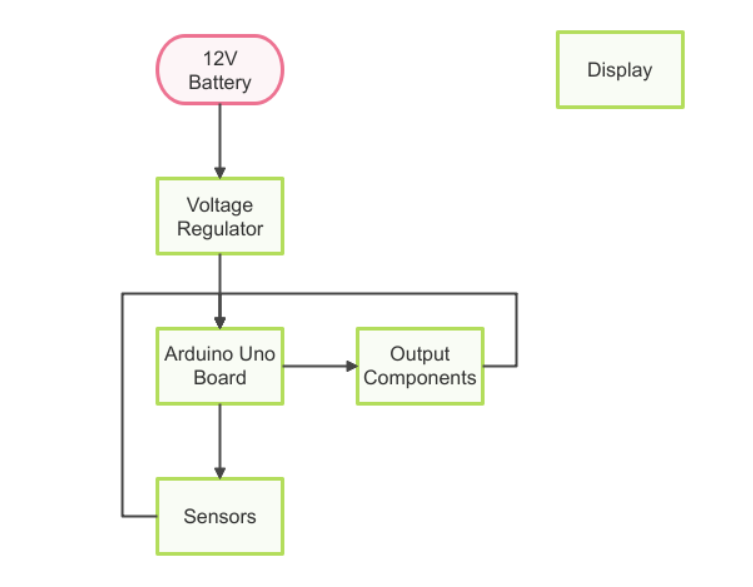 12V
Battery
Display
Voltage
Regulator
Arduino Uno
Board
Output
Components
Sensors